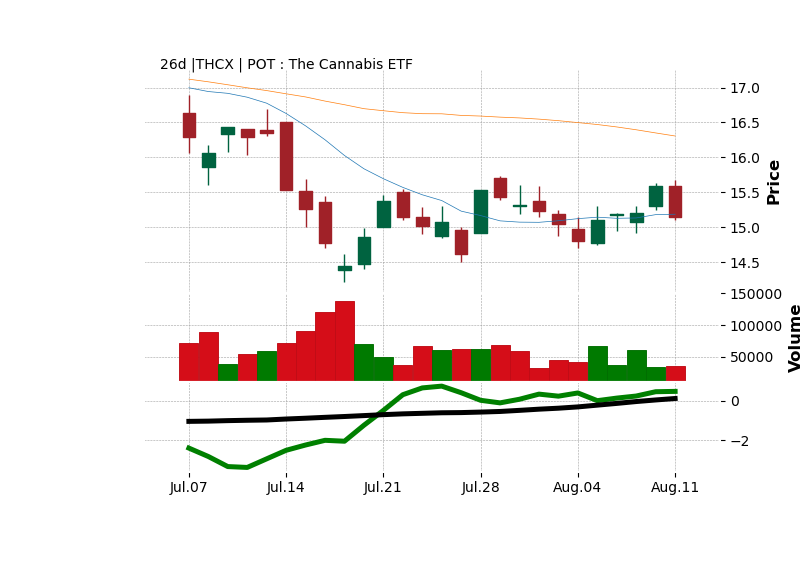 26d |THCX | POT : The Cannabis ETF
17.0
16.5
16.0
15.5
15.0
14.5
Price
150000
100000
50000
Volume
0
−2
Jul.07 Jul.14 Jul.21 Jul.28 Aug.04 Aug.11